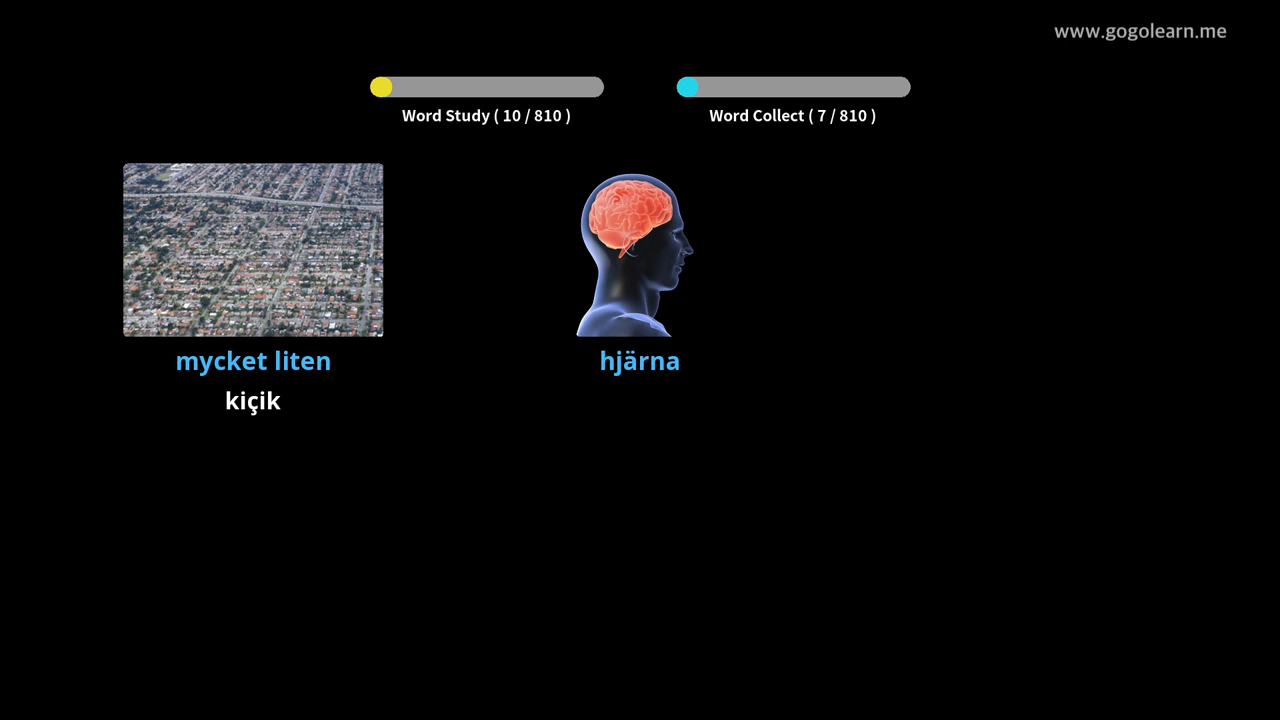 www.gogolearn.me
Word Study ( 10 / 810 )
Word Collect ( 7 / 810 )
mycket liten
kiçik
hjärna